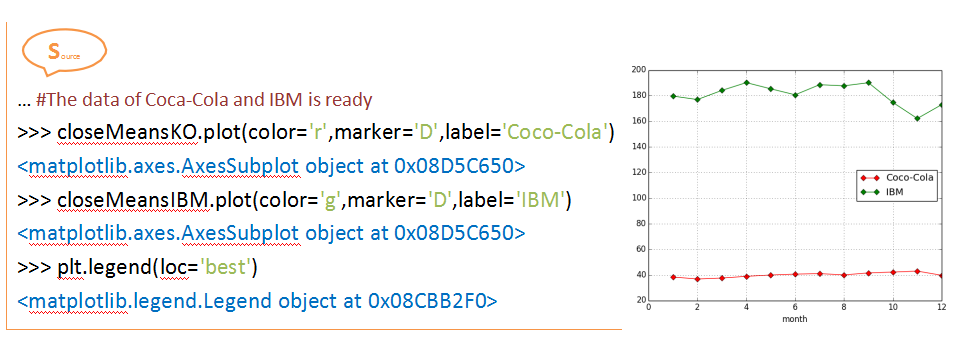 Source
... #The data of Coca-Cola and IBM is ready
>>> closeMeansKO.plot(color='r',marker='D',label='Coco-Cola')
<matplotlib.axes.AxesSubplot object at 0x08D5C650>
>>> closeMeansIBM.plot(color='g',marker='D',label='IBM')
<matplotlib.axes.AxesSubplot object at 0x08D5C650>
>>> plt.legend(loc='best')
<matplotlib.legend.Legend object at 0x08CBB2F0>
200
180
160
140
120
100
80
60
40
20
Coco-Cola
IBM
0 2 4 6 8 10 12
month